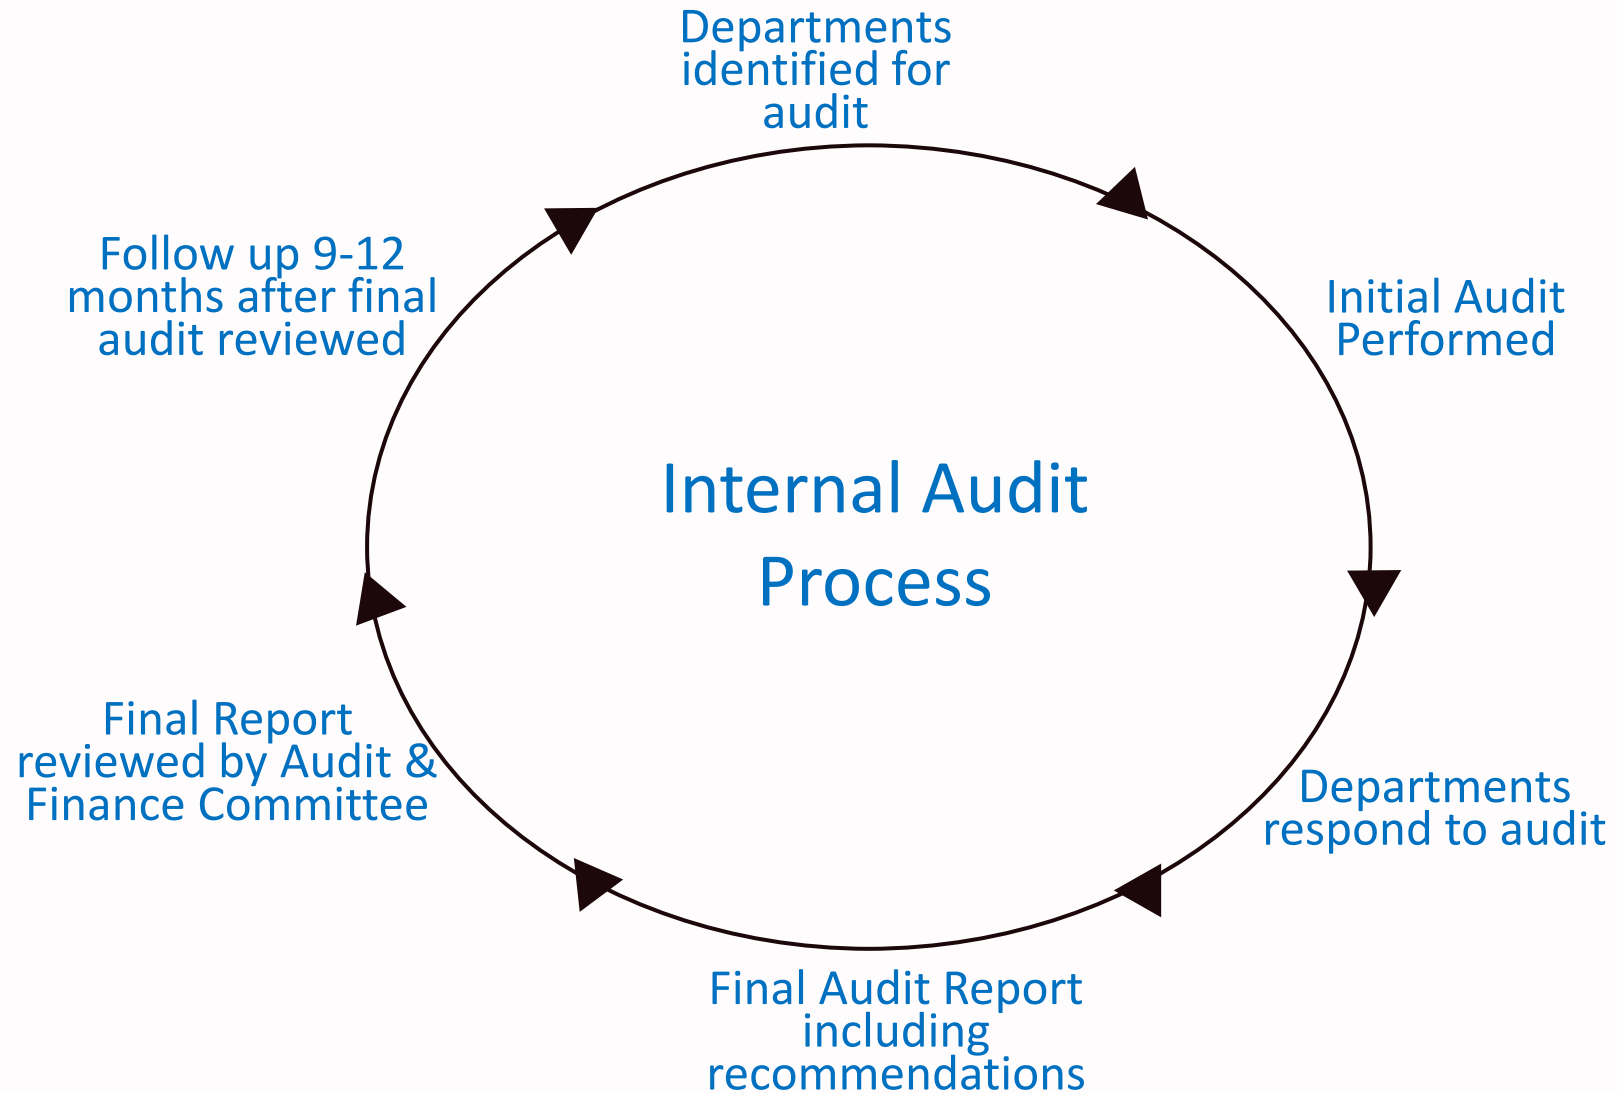 Departments
identified for
audit
Initial Audit
Performed
Departments
respond to audit
Final Audit Report
including
recommendations
Final Report
reviewed by Audit &
Finance Committee
Follow up 9-12
months after final
audit reviewed
Internal Audit
Process